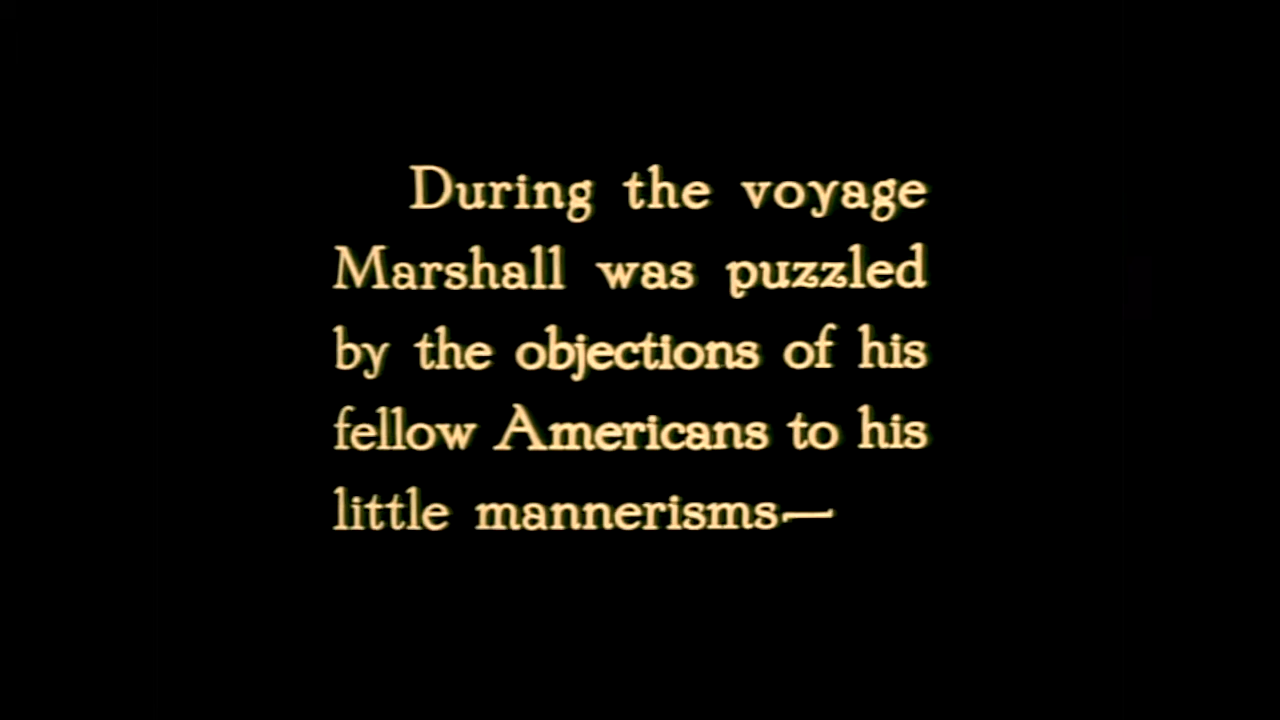 During the voyage
Marshall was puzzled
by the objections of his
fellow Americans to his
little mannerisms—